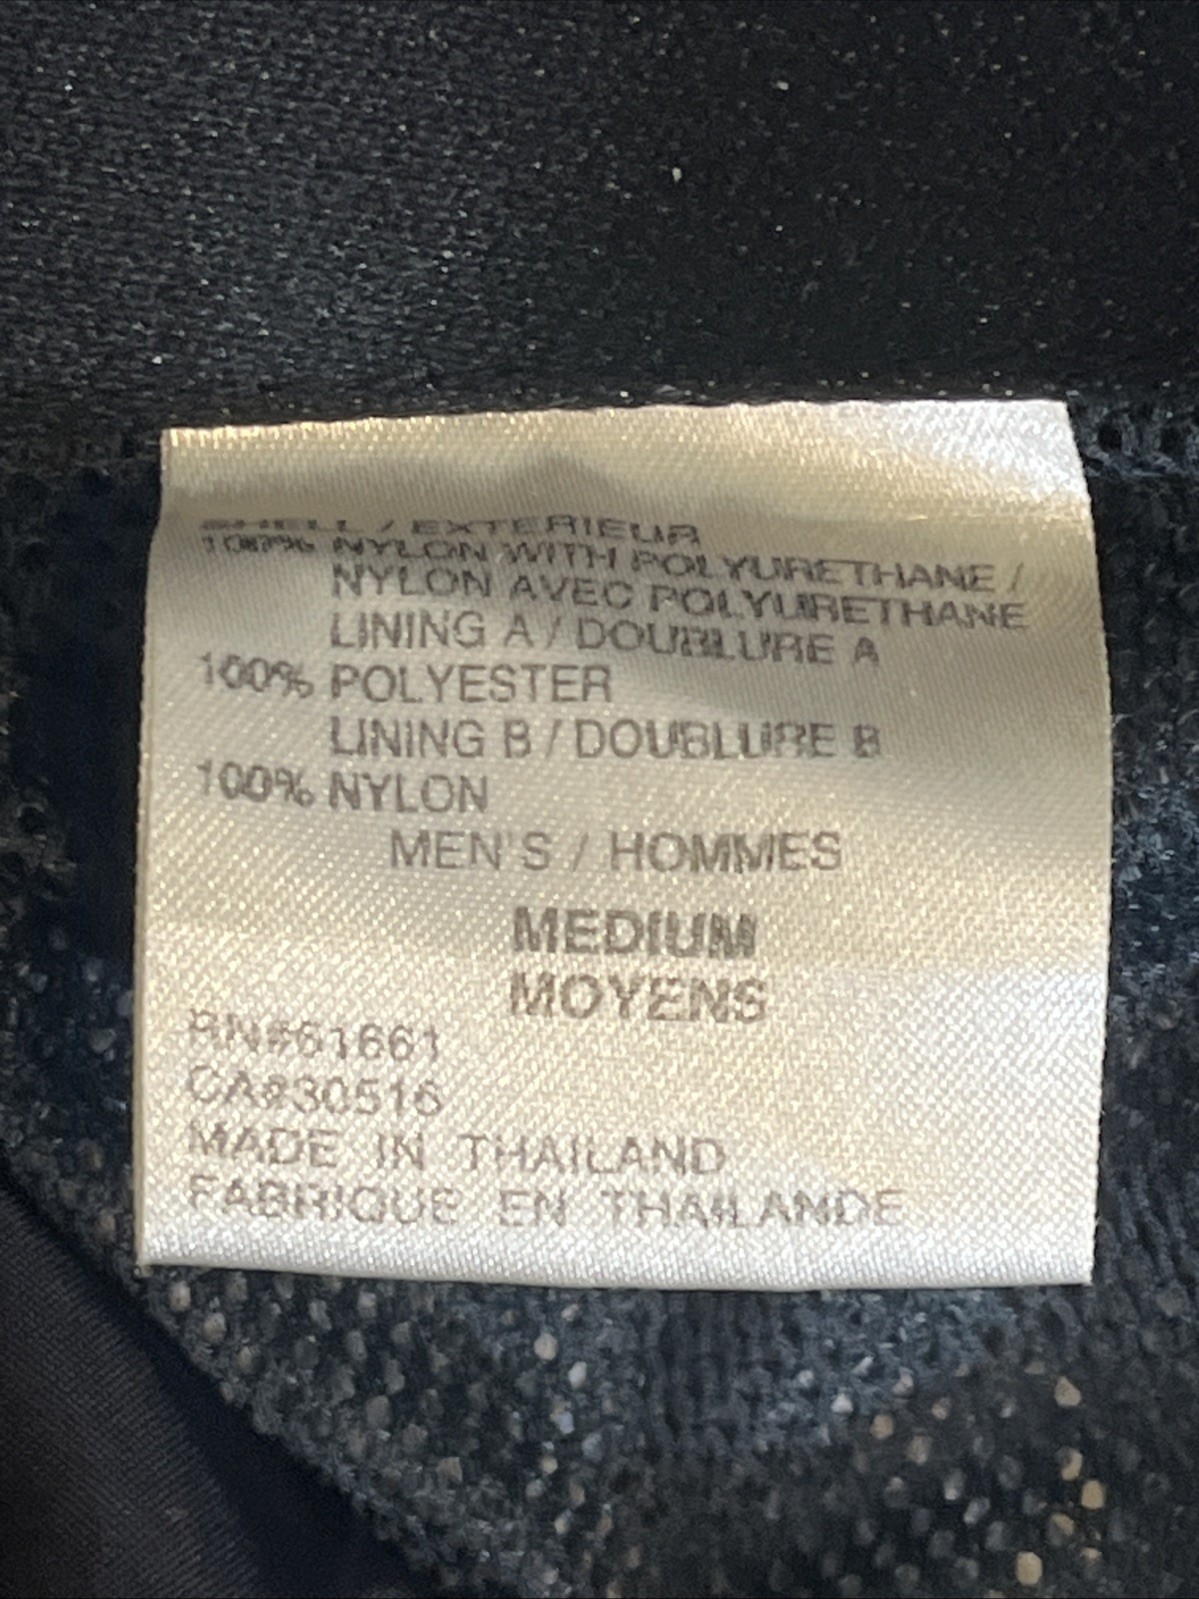 SHELL / EXTERIEUR
100% NYLON WITH POLYURETHANE /
NYLON AVEC POLYURETHANE
LINING A / DOUBLURE A
100% POLYESTER
LINING B / DOUBLURE B
100% NYLON
MEN'S / HOMMES
MEDIUM
MOYENS
RN#61661
CA#30516
MADE IN THAILAND
FABRIQUE EN THAILANDE